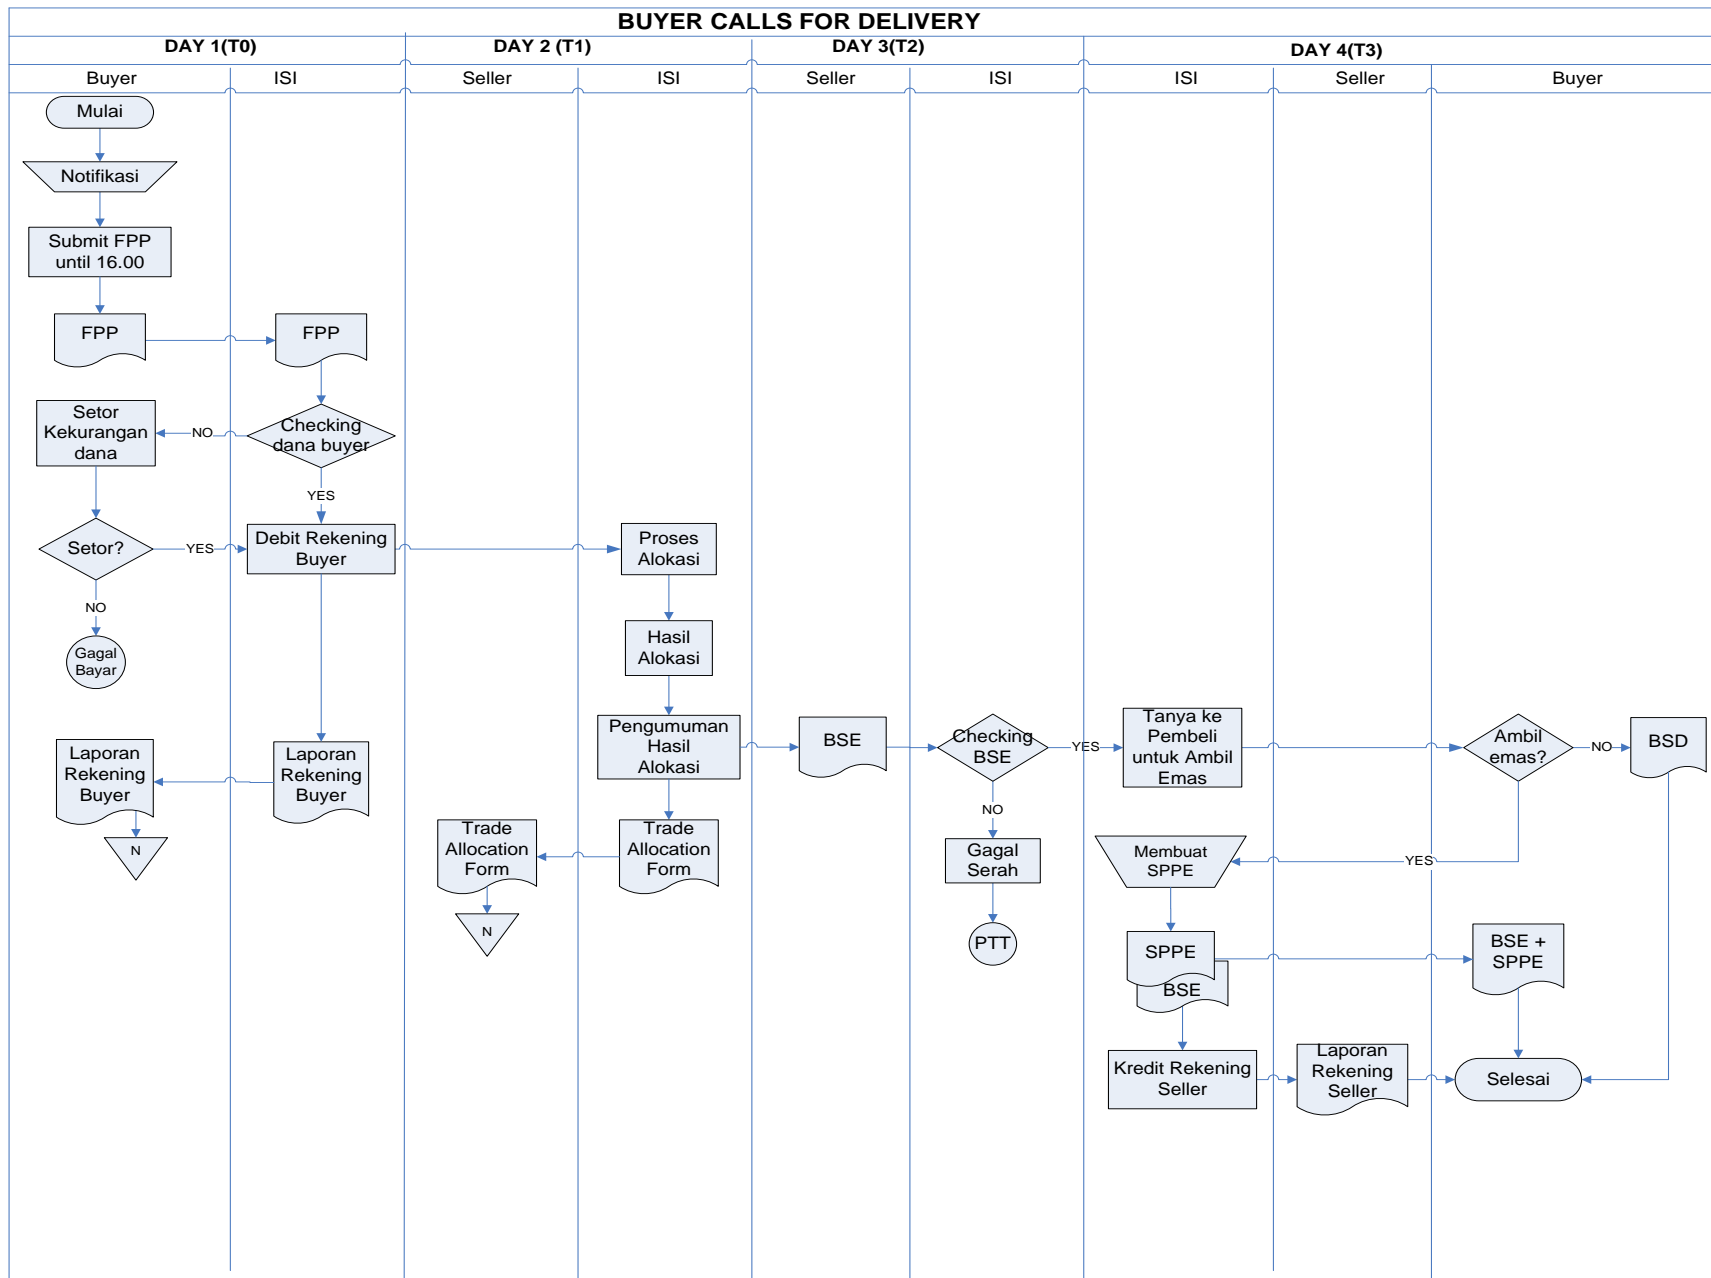 BUYER CALLS FOR DELIVERY
DAY 1(T0)
DAY 2 (T1)
DAY 3(T2)
DAY 4(T3)
Buyer
ISI
Seller
ISI
Seller
ISI
ISI
Seller
Buyer
Mulai
Notifikasi
Submit FPP
until 16.00
FPP
FPP
Setor
Kekurangan
dana
NO
Checking
dana buyer
YES
Setor?
YES
Debit Rekening
Buyer
Proses
Alokasi
NO
Gagal
Bayar
Hasil
Alokasi
Pengumuman
Hasil
Alokasi
BSE
Checking
BSE
YES
Tanya ke
Pembeli
untuk Ambil
Emas
Ambil
emas?
NO
BSD
Laporan
Rekening
Buyer
Laporan
Rekening
Buyer
N
Trade
Allocation
Form
Trade
Allocation
Form
N
NO
Gagal
Serah
PTT
Membuat
SPPE
YES
SPPE
BSE
BSE +
SPPE
Kredit Rekening
Seller
Laporan
Rekening
Seller
Selesai